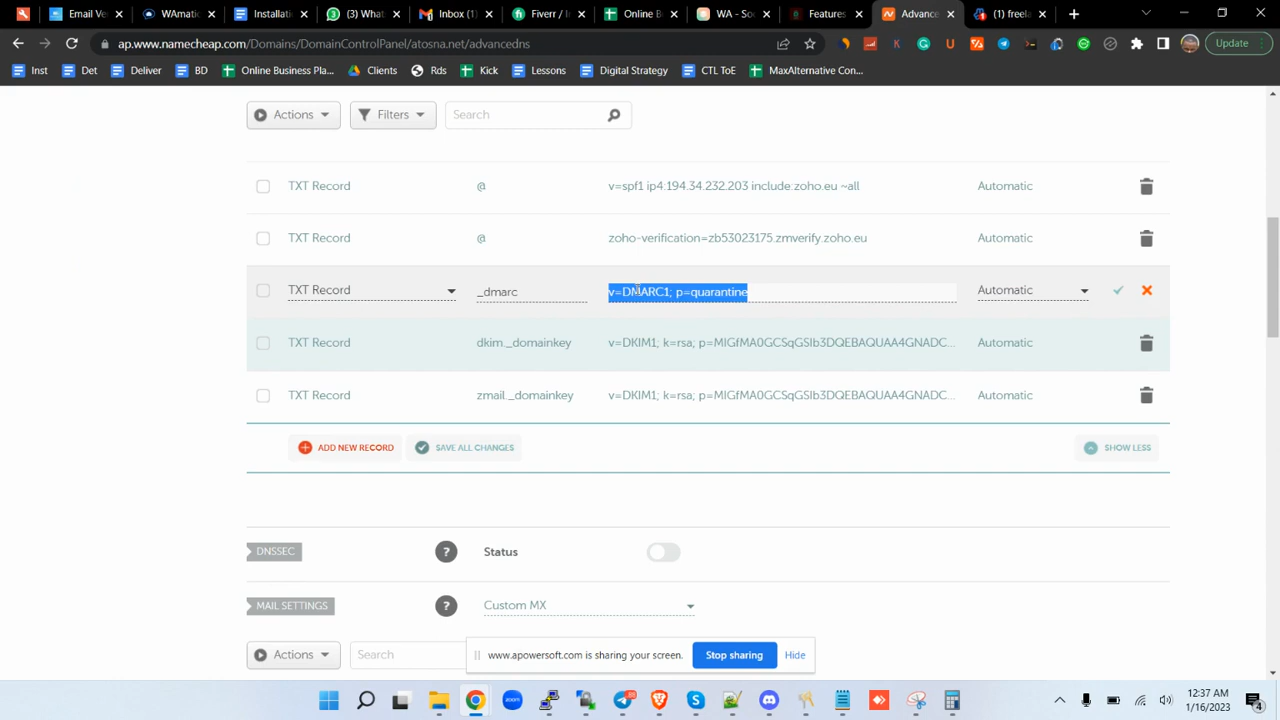 Email Ve
WAmatic
Installat
(3) What
Inbox (1)
Fiverr / I
Online B
WA - So
Features
Advance
(1) freela
ap.www.namecheap.com/Domains/DomainControlPanel/atosna.net/advancedns
Update
Inst
Det
Deliver
BD
Online Business Pla...
Clients
Rds
Kick
Lessons
Digital Strategy
CTL ToE
MaxAlternative Con...
Actions
Filters
Search
TXT Record @ v=spf1 ip4:194.34.232.203 include:zoho.eu ~all Automatic
TXT Record @ zoho-verification=zb53023175.zmverify.zoho.eu Automatic
TXT Record _dmarc v=DMARC1; p=quarantine Automatic
TXT Record dkim._domainkey v=DKIM1; k=rsa; p=MIGfMA0GCSqGSIb3DQEBAQUAA4GNADC... Automatic
TXT Record zmail._domainkey v=DKIM1; k=rsa; p=MIGfMA0GCSqGSIb3DQEBAQUAA4GNADC... Automatic
ADD NEW RECORD
SAVE ALL CHANGES
SHOW LESS
DNSSEC
?
Status
MAIL SETTINGS
?
Custom MX
Actions
Search
www.apowersoft.com is sharing your screen.
Stop sharing
Hide
12:37 AM
1/16/2023
4